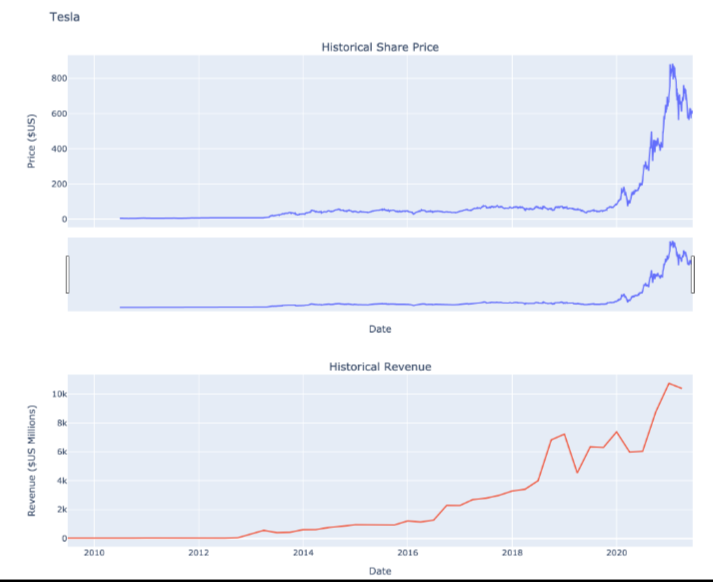 Tesla
Historical Share Price
800
600
400
200
0
Price ($US)
Date
Historical Revenue
10k
8k
6k
4k
2k
0
Revenue ($US Millions)
2010 2012 2014 2016 2018 2020
Date